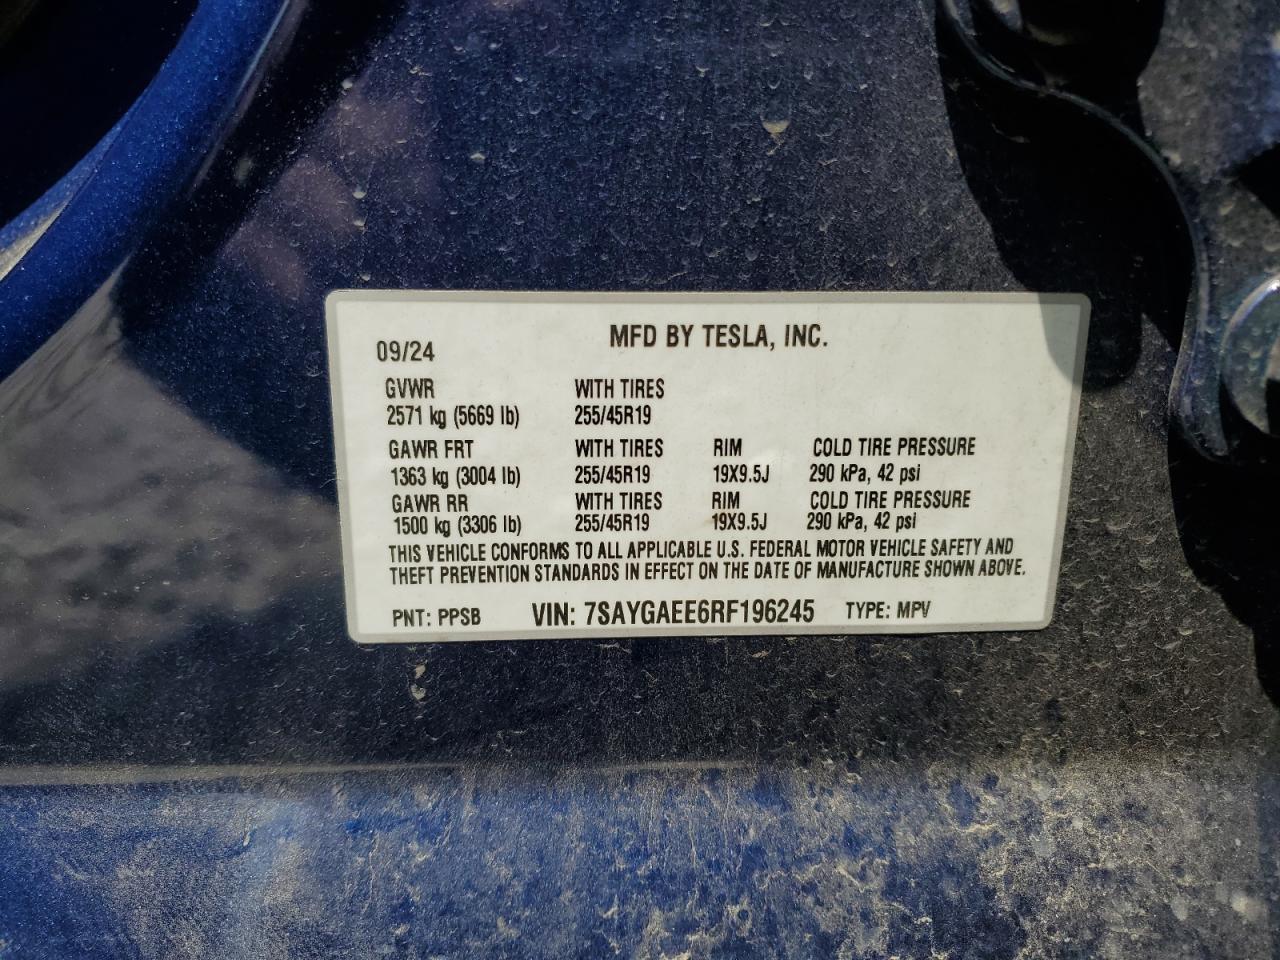 MFD BY TESLA, INC.
09/24
GVWR WITH TIRES
2571 kg (5669 lb) 255/45R19
GAWR FRT WITH TIRES RIM COLD TIRE PRESSURE
1363 kg (3004 lb) 255/45R19 19X9.5J 290 kPa, 42 psi
GAWR RR WITH TIRES RIM COLD TIRE PRESSURE
1500 kg (3306 lb) 255/45R19 19X9.5J 290 kPa, 42 psi
THIS VEHICLE CONFORMS TO ALL APPLICABLE U.S. FEDERAL MOTOR VEHICLE SAFETY AND
THEFT PREVENTION STANDARDS IN EFFECT ON THE DATE OF MANUFACTURE SHOWN ABOVE.
PNT: PPSB VIN: 7SAYGAEE6RF196245 TYPE: MPV